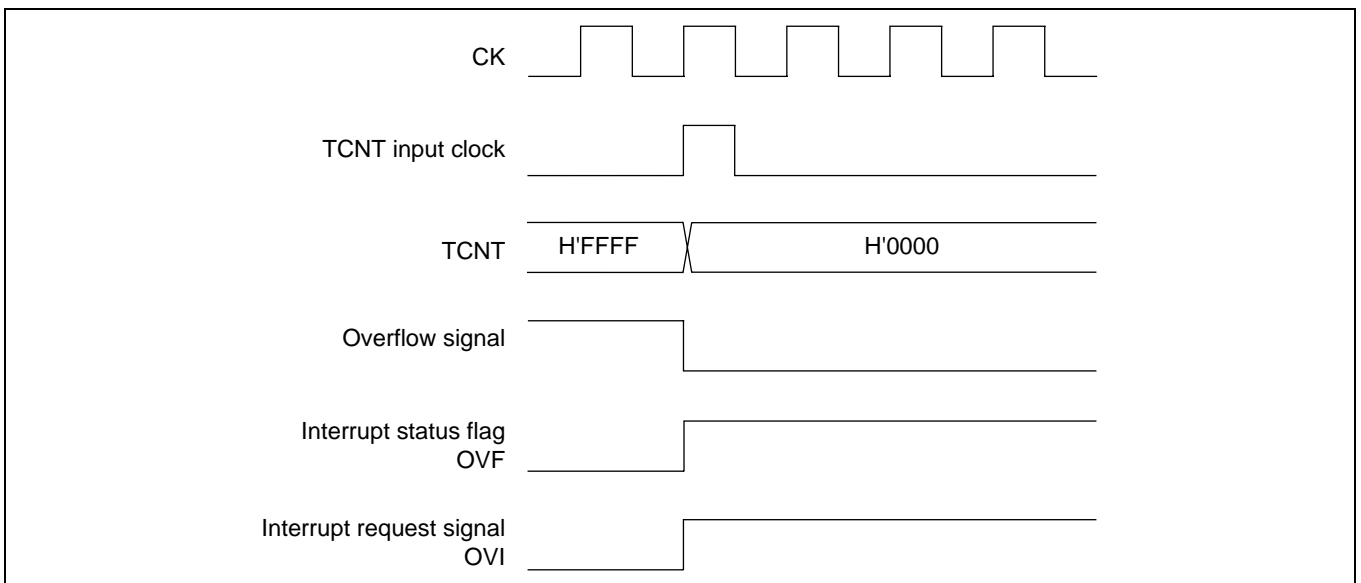 CK
TCNT input clock
TCNT
H'FFFF
H'0000
Overflow signal
Interrupt status flag
OVF
Interrupt request signal
OVI